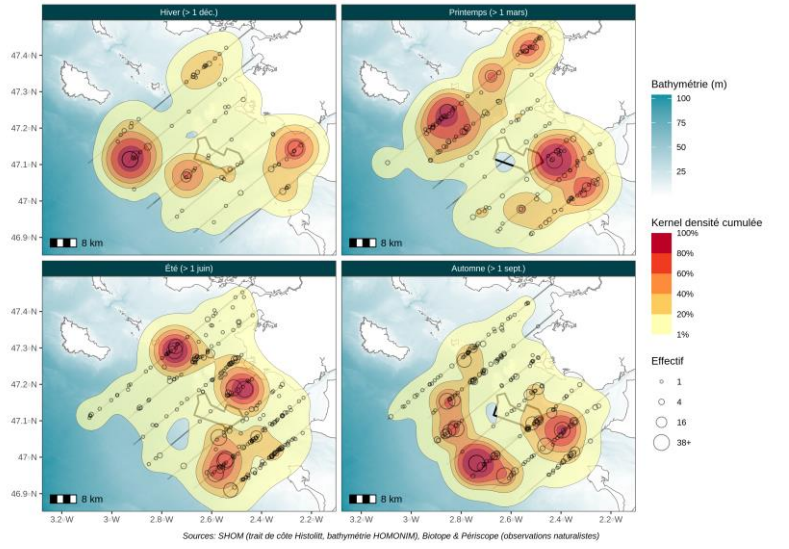 Hiver (> 1 déc.)
Printemps (> 1 mars)
47.4°N
47.3°N
47.2°N
47.1°N
47°N
46.9°N
8 km
8 km
Bathymétrie (m)
100
75
50
25
Kernel densité cumulée
100%
80%
60%
40%
20%
1%
Été (> 1 juin)
Automne (> 1 sept.)
47.4°N
47.3°N
47.2°N
47.1°N
47°N
46.9°N
8 km
8 km
Effectif
1
4
16
38+
3.2°W
3°W
2.8°W
2.6°W
2.4°W
2.2°W
3.2°W
3°W
2.8°W
2.6°W
2.4°W
2.2°W
Sources: SHOM (trait de côte Histolitt, bathymétrie HOMONIM), Biotope & Périscope (observations naturalistes)